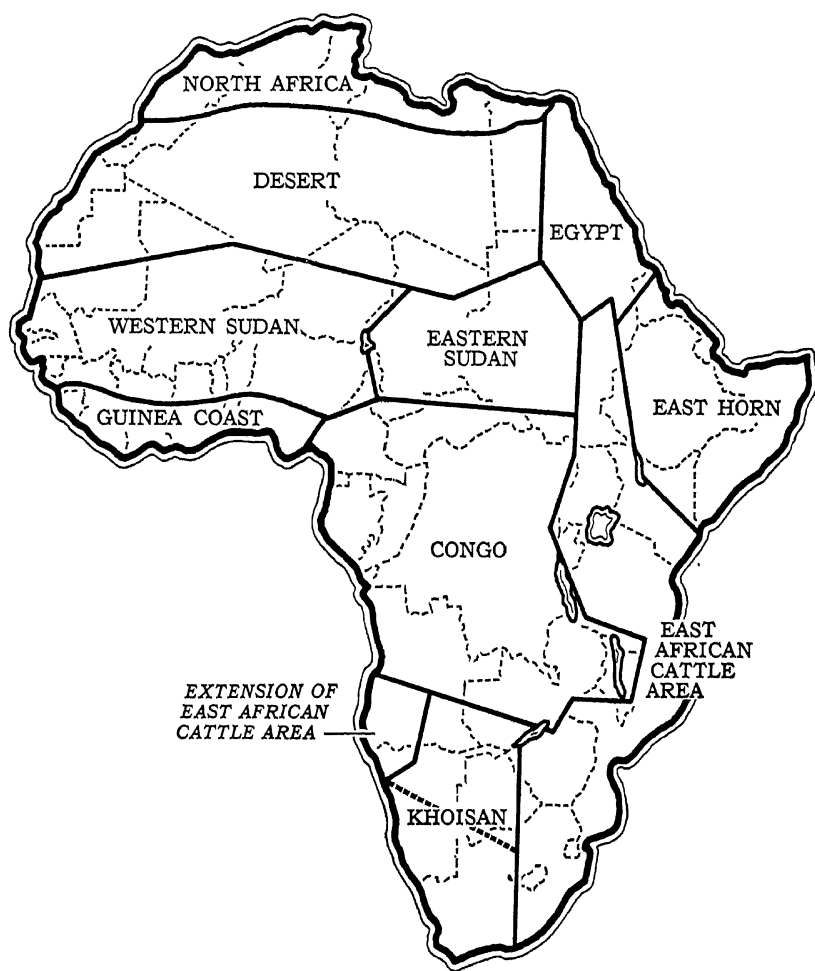 NORTH AFRICA
DESERT
EGYPT
WESTERN SUDAN
EASTERN
SUDAN
GUINEA COAST
EAST HORN
CONGO
EAST
AFRICAN
CATTLE
AREA
EXTENSION OF
EAST AFRICAN
CATTLE AREA
KHOISAN